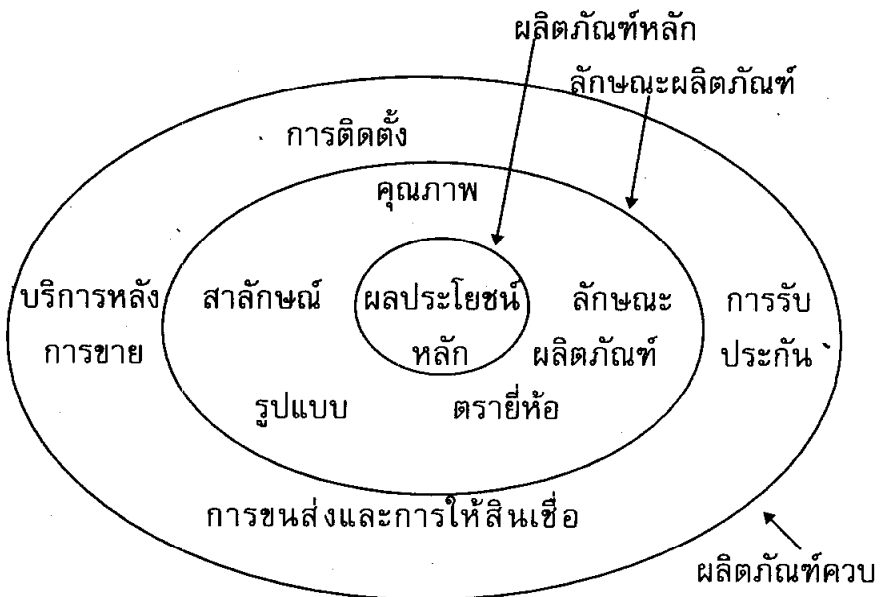 ผลิตภัณฑ์หลัก
ลักษณะผลิตภัณฑ์
การติดตั้ง
คุณภาพ
บริการหลัง
การขาย
สาลักษณ์
ผลประโยชน์
หลัก
ลักษณะ
ผลิตภัณฑ์
การรับ
ประกัน
รูปแบบ
ตรายี่ห้อ
การขนส่งและการให้สินเชื่อ
ผลิตภัณฑ์ควบ